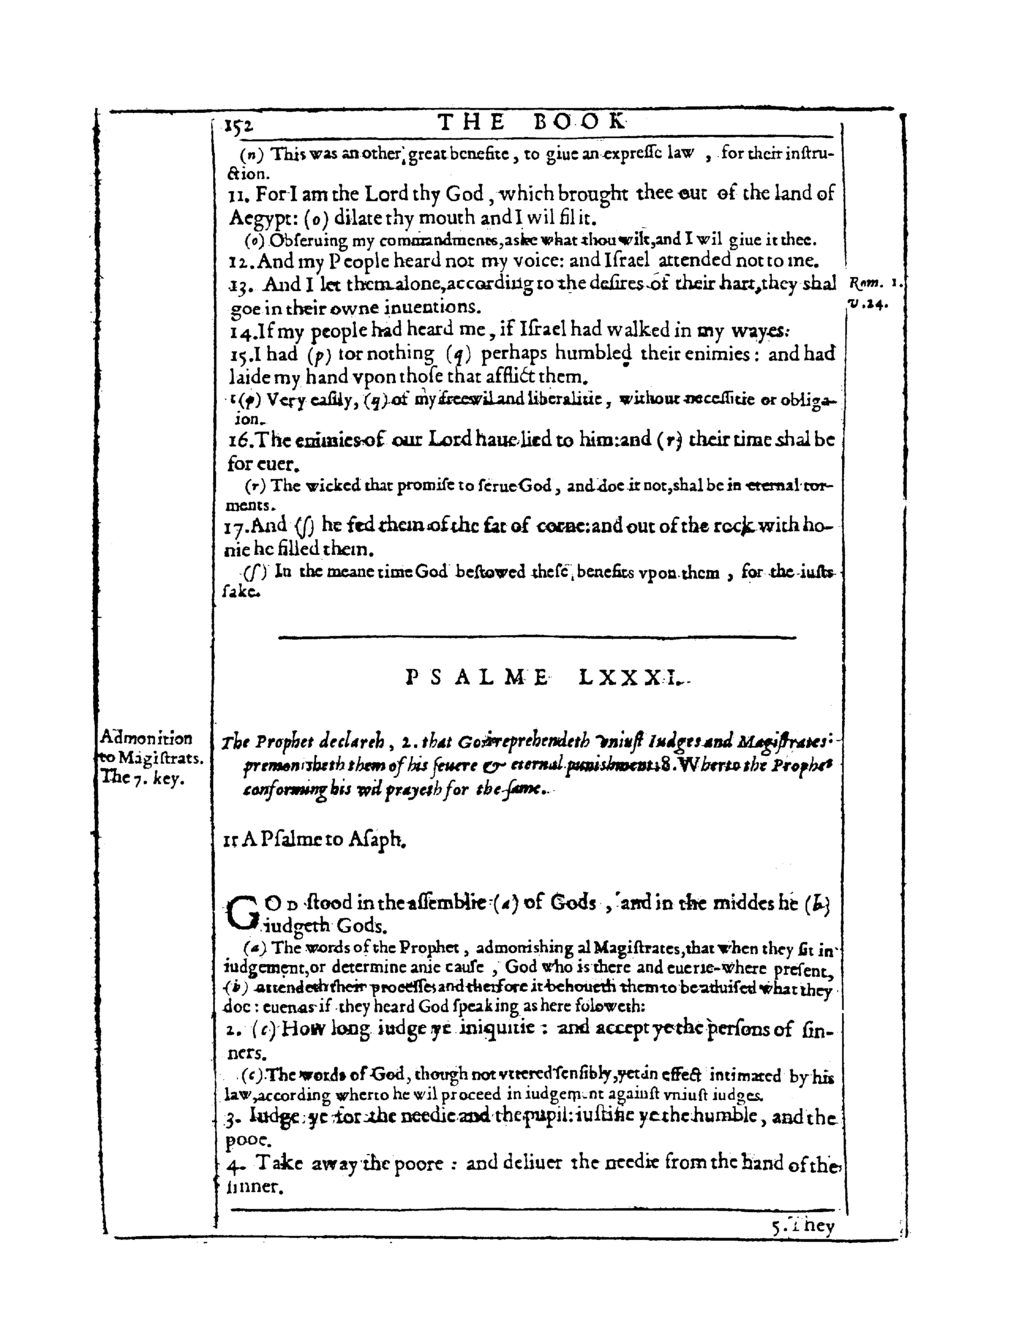 152 THE BOOK
(n) This was another great benefite, to giue an expresse law, for their instru-
ction.
11. For I am the Lord thy God, which brought thee out of the land of
Aegypt: (o) dilate thy mouth and I wil fil it.
(o) Obseruing my commandments, aske what thou wilt, and I wil giue it thee.
12. And my People heard not my voice: and Israel attended not to me.
13. And I let them alone, according to the desires of their hart, they shal
goe in their owne inuentions.
Rom. 1.
v.24.
14. If my people had heard me, if Israel had walked in my wayes:
15. I had (p) for nothing (q) perhaps humbled their enimies: and had
laide my hand vpon those that afflict them.
(p) Very easily, (q) of my freewil and liberalitie, without necessitie or obliga-
ion.
16. The enimies of our Lord haue lied to him: and (r) their time shal be
for euer.
(r) The wicked that promise to serue God, and doe it not, shal be in eternal tor-
ments.
17. And (s) he fed them of the fat of corne: and out of the rock with ho-
nie he filled them.
(s) In the meane time God bestowed these benefits vpon them, for the iusts
sake.
PSALME LXXXI.
Admonition
to Magistrats.
The 7. key.
The Prophet declareh, 2. that God reprehendeth vniust Iudges and Magistrates:
premonisheth them of his seuere & eternal punishments 8. Wherto the Prophet
conforming his wil prayeth for the same.
1 A Psalme to Asaph.
GOD stood in the assemblie (a) of Gods, and in the middes he (b)
iudgeth Gods.
(a) The words of the Prophet, admonishing al Magistrates, that when they sit in
iudgement, or determine anie cause, God who is there and euerie-where present,
(b) attendeth their processes and therfore it behoueth them to be aduised what they
doe: euen as if they heard God speaking as here foloweth:
2. (c) How long iudge ye iniquitie: and accept ye the persons of sin-
ners.
(c) The words of God, though not vttered sensibly, yet in effect intimated by his
law, according wherto he wil proceed in iudgement against vniust iudges.
3. Iudge ye for the needie and the pupil: iustifie ye the humble, and the
pooe.
4. Take away the poore: and deliuer the needie from the hand of the
sinner.
5. They